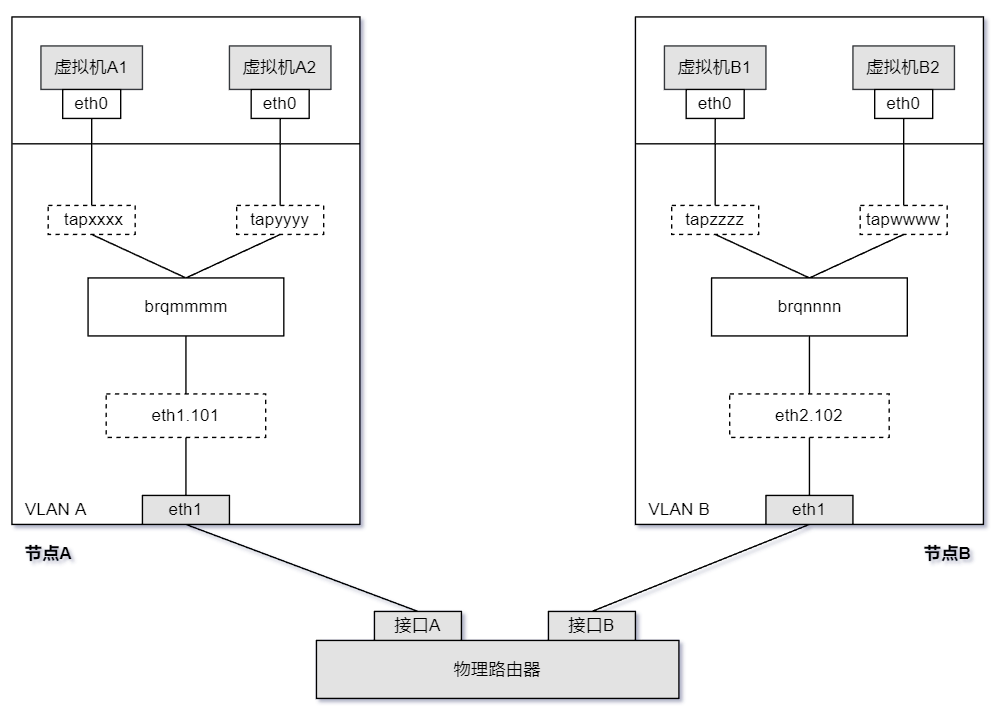 虚拟机A1
虚拟机A2
eth0
eth0
tapxxxx
tapyyyy
brqmmmm
eth1.101
VLAN A
eth1
节点A
虚拟机B1
虚拟机B2
eth0
eth0
tapzzzz
tapwwww
brqnnnn
eth2.102
VLAN B
eth1
节点B
接口A
接口B
物理路由器